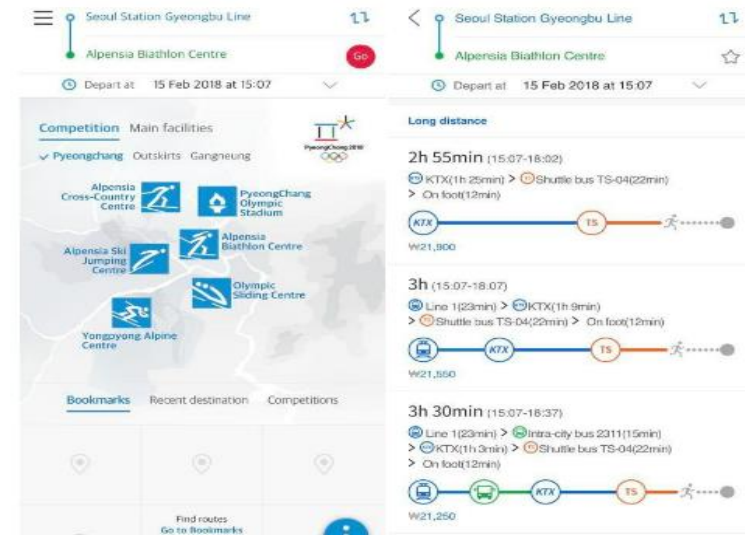 Seoul Station Gyeongbu Line
Alpensia Biathlon Centre
Go
Depart at 15 Feb 2018 at 15:07
Competition Main facilities
PyeongChang 2018
Pyeongchang Outskirts Gangneung
Alpensia
Cross-Country
Centre
PyeongChang
Olympic
Stadium
Alpensia
Biathlon Centre
Alpensia Ski
Jumping
Centre
Olympic
Sliding Centre
Yongpyong Alpine
Centre
Bookmarks Recent destination Competitions
Find routes
Go to Bookmarks
Seoul Station Gyeongbu Line
Alpensia Biathlon Centre
Depart at 15 Feb 2018 at 15:07
Long distance
2h 55min (15:07-18:02)
KTX(1h 25min) > Shuttle bus TS-04(22min)
> On foot(12min)
KTX TS
₩21,900
3h (15:07-18:07)
Line 1(23min) > KTX(1h 9min)
> Shuttle bus TS-04(22min) > On foot(12min)
KTX TS
₩21,550
3h 30min (15:07-18:37)
Line 1(23min) > Intra-city bus 2311(15min)
> KTX(1h 3min) > Shuttle bus TS-04(22min)
> On foot(12min)
KTX TS
₩21,250